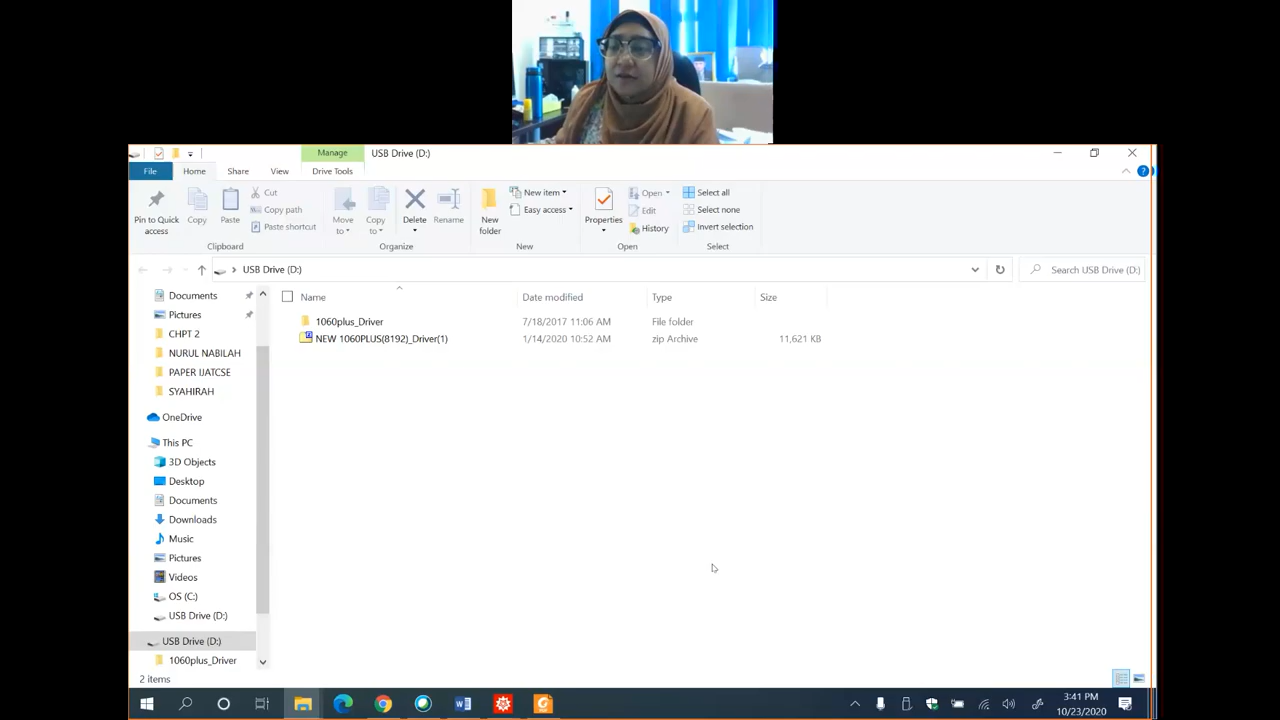 Manage
USB Drive (D:)
File
Home
Share
View
Drive Tools
Pin to Quick access
Copy
Paste
Cut
Copy path
Paste shortcut
Clipboard
Move to
Copy to
Delete
Rename
Organize
New folder
New item
Easy access
New
Properties
Open
Edit
History
Open
Select all
Select none
Invert selection
Select
USB Drive (D:)
Search USB Drive (D:)
Name
Date modified
Type
Size
1060plus_Driver
7/18/2017 11:06 AM
File folder
NEW 1060PLUS(8192)_Driver(1)
1/14/2020 10:52 AM
zip Archive
11,621 KB
Documents
Pictures
CHPT 2
NURUL NABILAH
PAPER IJATCSE
SYAHIRAH
OneDrive
This PC
3D Objects
Desktop
Documents
Downloads
Music
Pictures
Videos
OS (C:)
USB Drive (D:)
USB Drive (D:)
1060plus_Driver
2 items
3:41 PM
10/23/2020